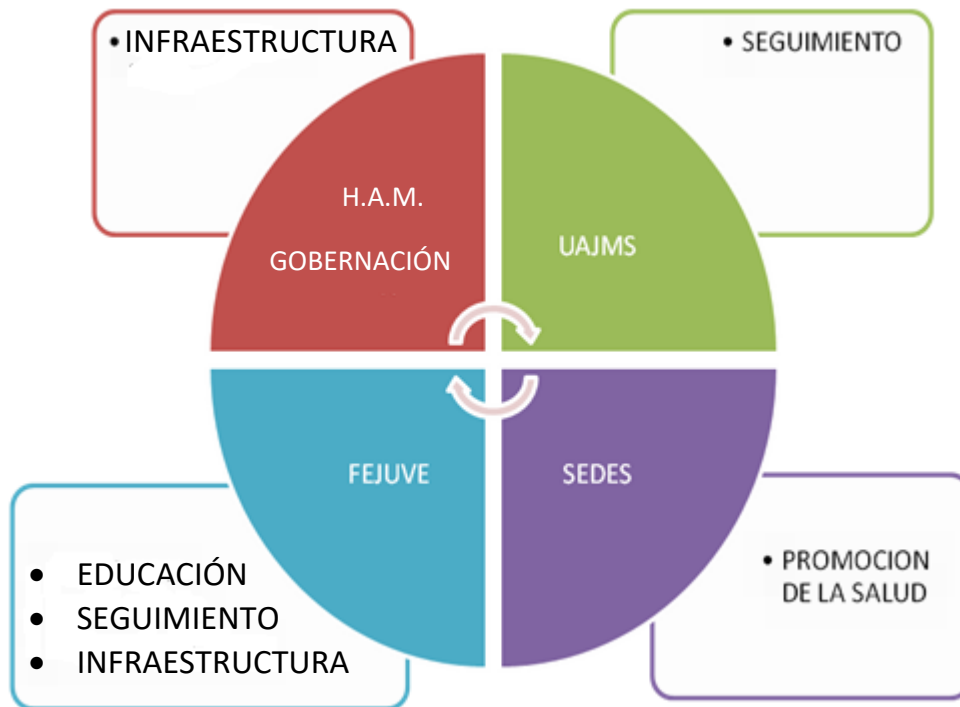 • INFRAESTRUCTURA
• SEGUIMIENTO
H.A.M.
GOBERNACIÓN
UAJMS
FEJUVE
SEDES
• EDUCACIÓN
• SEGUIMIENTO
• INFRAESTRUCTURA
• PROMOCION
DE LA SALUD